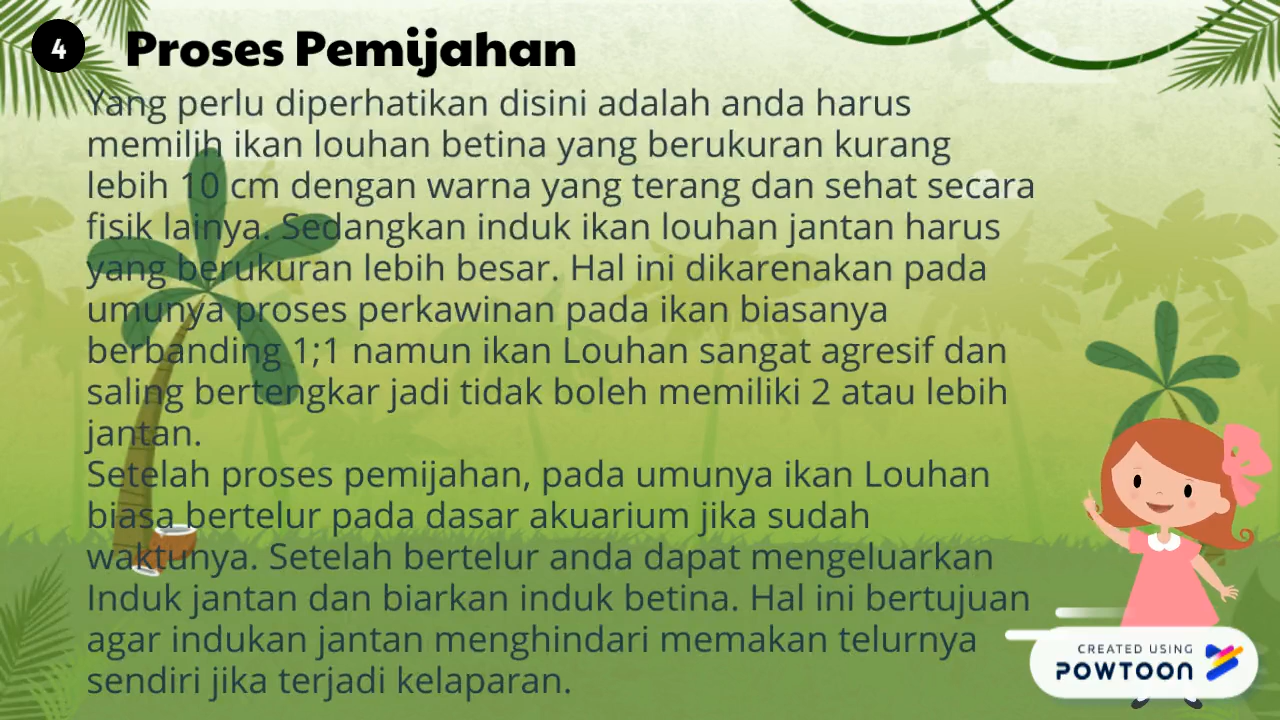 4
Proses Pemijahan
Yang perlu diperhatikan disini adalah anda harus
memilih ikan louhan betina yang berukuran kurang
lebih 10 cm dengan warna yang terang dan sehat secara
fisik lainya. Sedangkan induk ikan louhan jantan harus
yang berukuran lebih besar. Hal ini dikarenakan pada
umunya proses perkawinan pada ikan biasanya
berbanding 1;1 namun ikan Louhan sangat agresif dan
saling bertengkar jadi tidak boleh memiliki 2 atau lebih
jantan.
Setelah proses pemijahan, pada umunya ikan Louhan
biasa bertelur pada dasar akuarium jika sudah
waktunya. Setelah bertelur anda dapat mengeluarkan
Induk jantan dan biarkan induk betina. Hal ini bertujuan
agar indukan jantan menghindari memakan telurnya
sendiri jika terjadi kelaparan.
CREATED USING
POWTOON